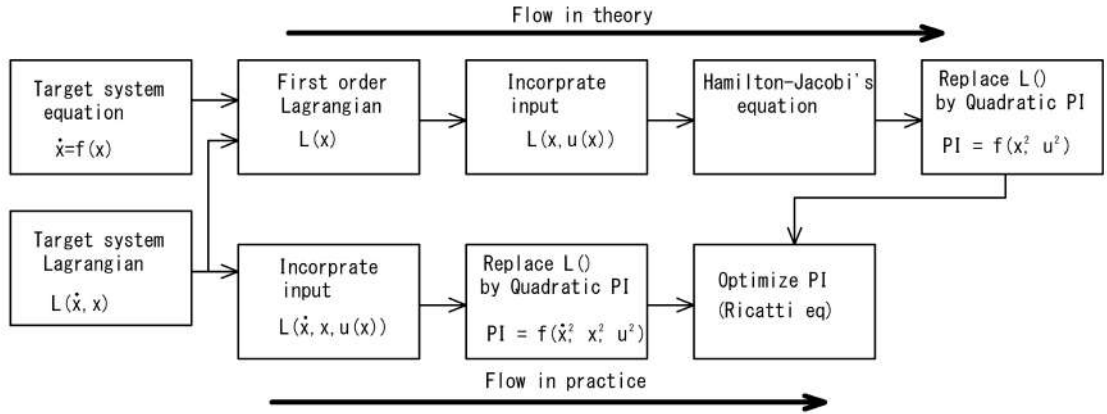 Flow in theory
Target system
equation
ẋ=f(x)
First order
Lagrangian
L(x)
Incorprate
input
L(x, u(x))
Hamilton-Jacobi's
equation
Replace L()
by Quadratic PI
PI = f(x², u²)
Target system
Lagrangian
L(ẋ, x)
Incorprate
input
L(ẋ, x, u(x))
Replace L()
by Quadratic PI
PI = f(ẋ², x², u²)
Optimize PI
(Ricatti eq)
Flow in practice